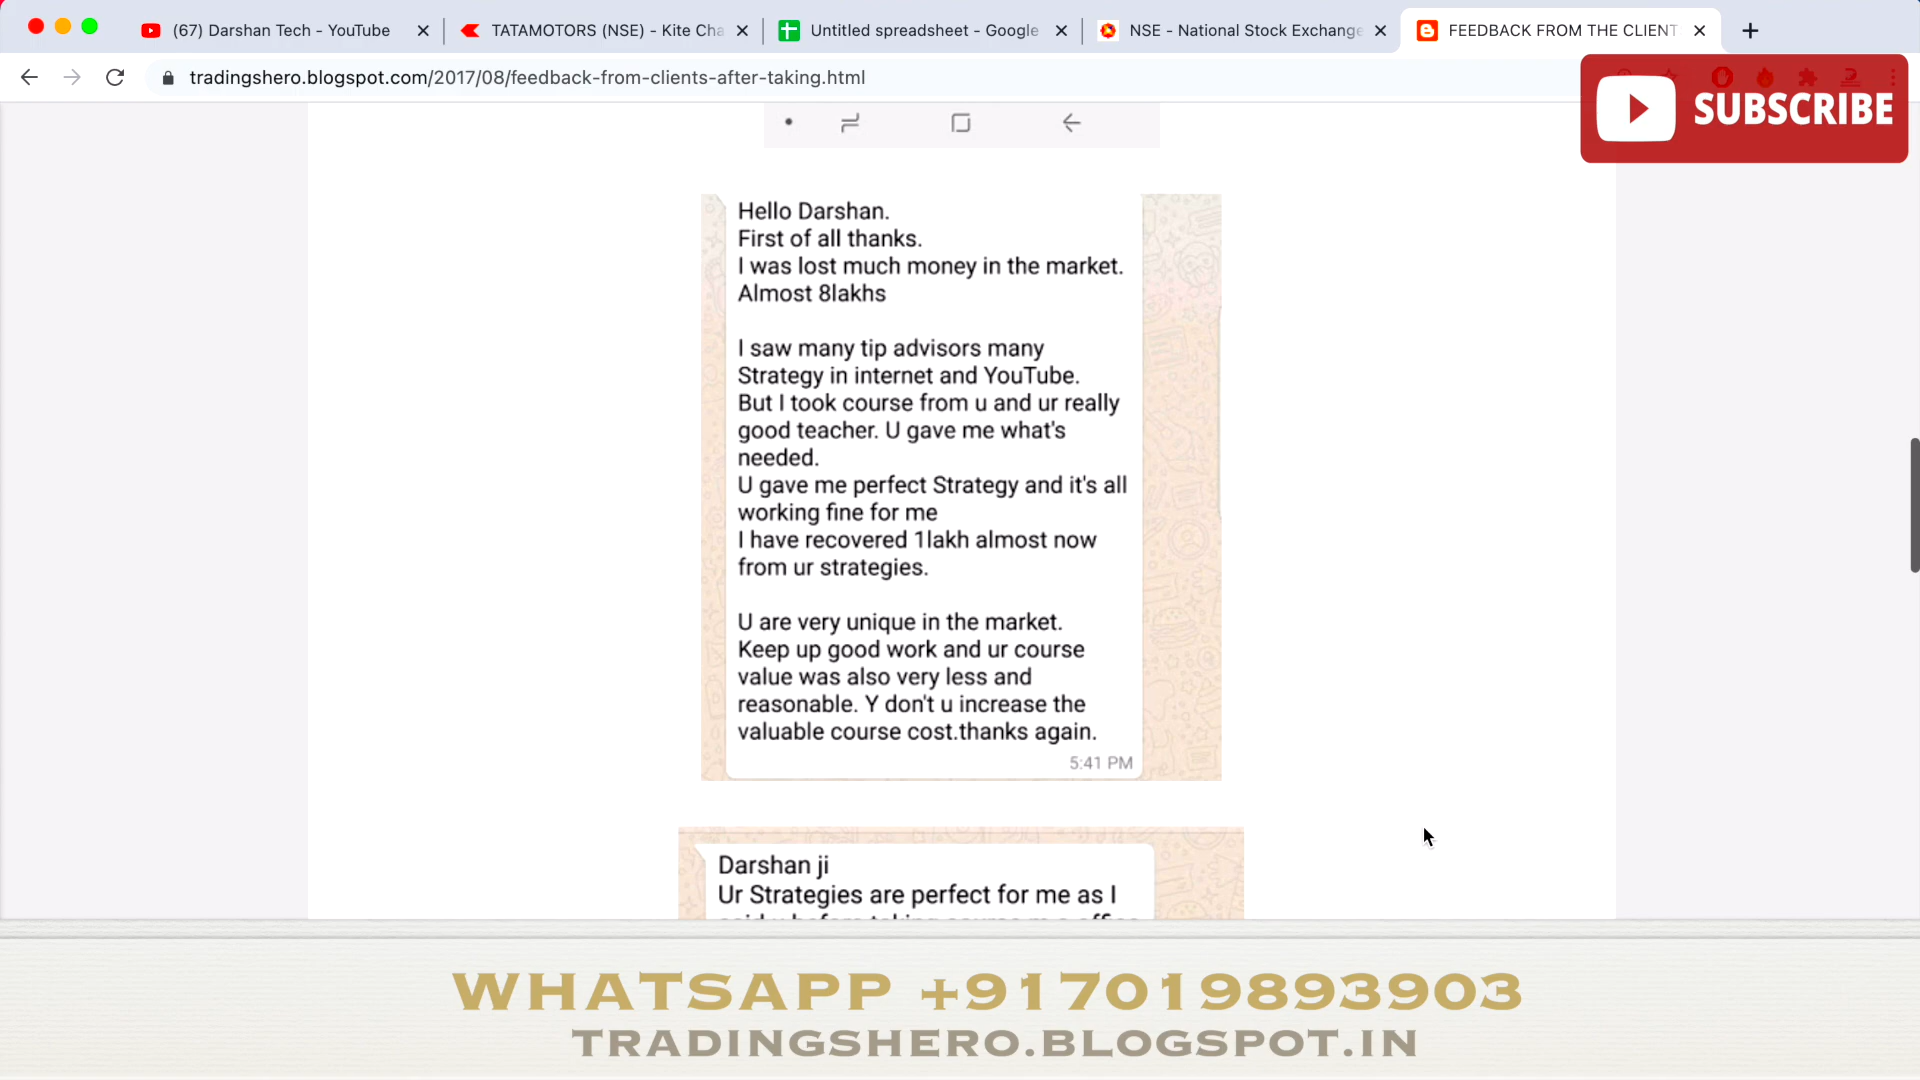 (67) Darshan Tech - YouTube
TATAMOTORS (NSE) - Kite Cha
Untitled spreadsheet - Google
NSE - National Stock Exchange
FEEDBACK FROM THE CLIENT
tradingshero.blogspot.com/2017/08/feedback-from-clients-after-taking.html
SUBSCRIBE
Hello Darshan.
First of all thanks.
I was lost much money in the market.
Almost 8lakhs
I saw many tip advisors many
Strategy in internet and YouTube.
But I took course from u and ur really
good teacher. U gave me what's
needed.
U gave me perfect Strategy and it's all
working fine for me
I have recovered 1lakh almost now
from ur strategies.
U are very unique in the market.
Keep up good work and ur course
value was also very less and
reasonable. Y don't u increase the
valuable course cost.thanks again.
5:41 PM
Darshan ji
Ur Strategies are perfect for me as I
WHATSAPP +917019893903
TRADINGSHERO.BLOGSPOT.IN